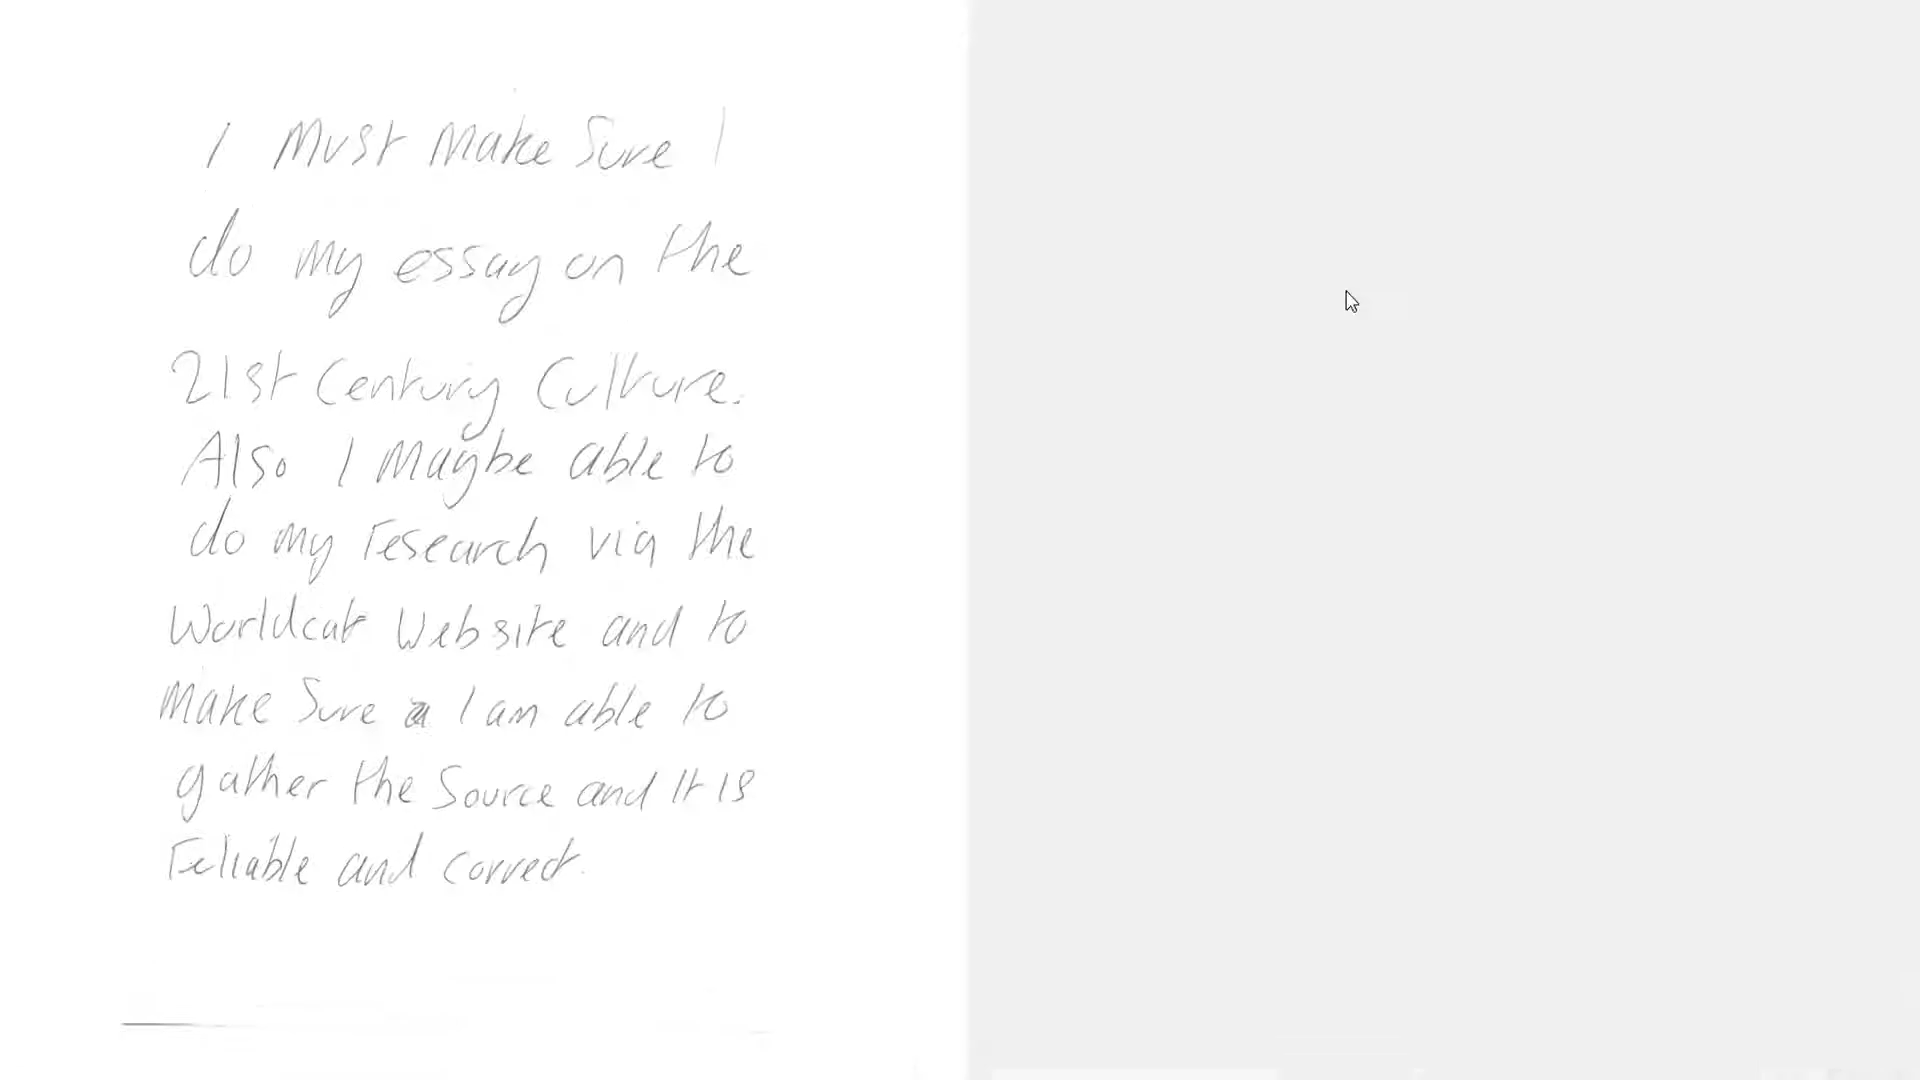 I Must Make Sure I
do my essay on the
21st Century Culture.
Also I Maybe able to
do my research via the
Worldcat Website and to
Make Sure a I am able to
gather the Source and It Is
reliable and correct.